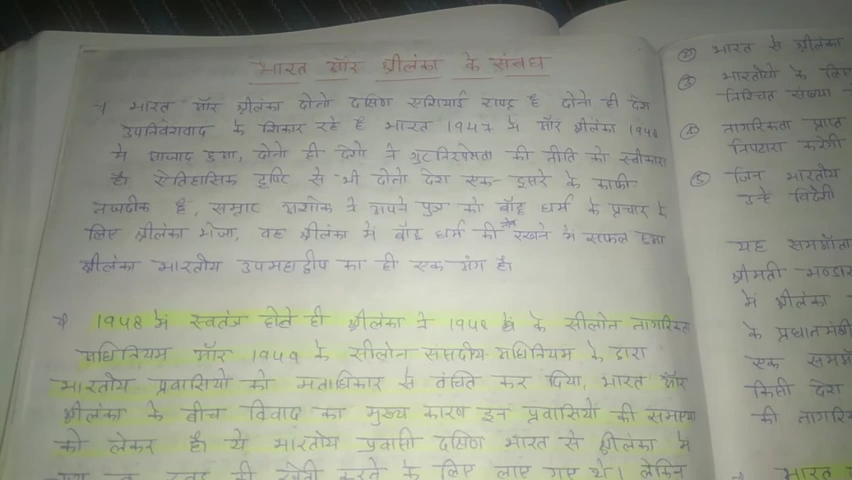 भारत और श्रीलंका के संबंध
भारत और श्रीलंका दोनो दक्षिण एशियाई राष्ट्र है दोनो ही देश
उपनिवेशवाद के शिकार रहे है भारत 1947 मे और श्रीलंका 1948
मे आजाद हुआ, दोनो ही देशो ने गुटनिरपेक्षता की नीति को स्वीकारा
है। ऐतिहासिक दृष्टि से भी दोनो देश एक-दूसरे के काफी
नजदीक है, सम्राट अशोक ने अपने पुत्र को बौद्ध धर्म के प्रचार के
लिए श्रीलंका भेजा, वह श्रीलंका मे बौद्ध धर्म की नींव रखने मे सफल हुआ
श्रीलंका भारतीय उपमहाद्वीप का ही एक अंग है।
1948 में स्वतंत्र होते ही श्रीलंका ने 1948 के सीलोन नागरिकता
अधिनियम और 1949 के सीलोन संसदीय अधिनियम के द्वारा
भारतीय प्रवासियो को मताधिकार से वंचित कर दिया, भारत और
श्रीलंका के बीच विवाद का मुख्य कारण इन प्रवासियों की समस्या
को लेकर है। ये भारतीय प्रवासी दक्षिण भारत से श्रीलंका मे
की खेती करने के लिए लाए गए थे। लेकिन
② भारत से श्रीलंका
③ भारतीयो के लिए
निश्चित संख्या
④ नागरिकता प्राप्त
निपटारा करेगी
⑤ जिन भारतीय
उन्हे विदेशी
यह समझौता
श्रीमती
में श्रीलंका
के प्रधानमंत्री
एक समझौ
किसी देश
की नागरि
भारत